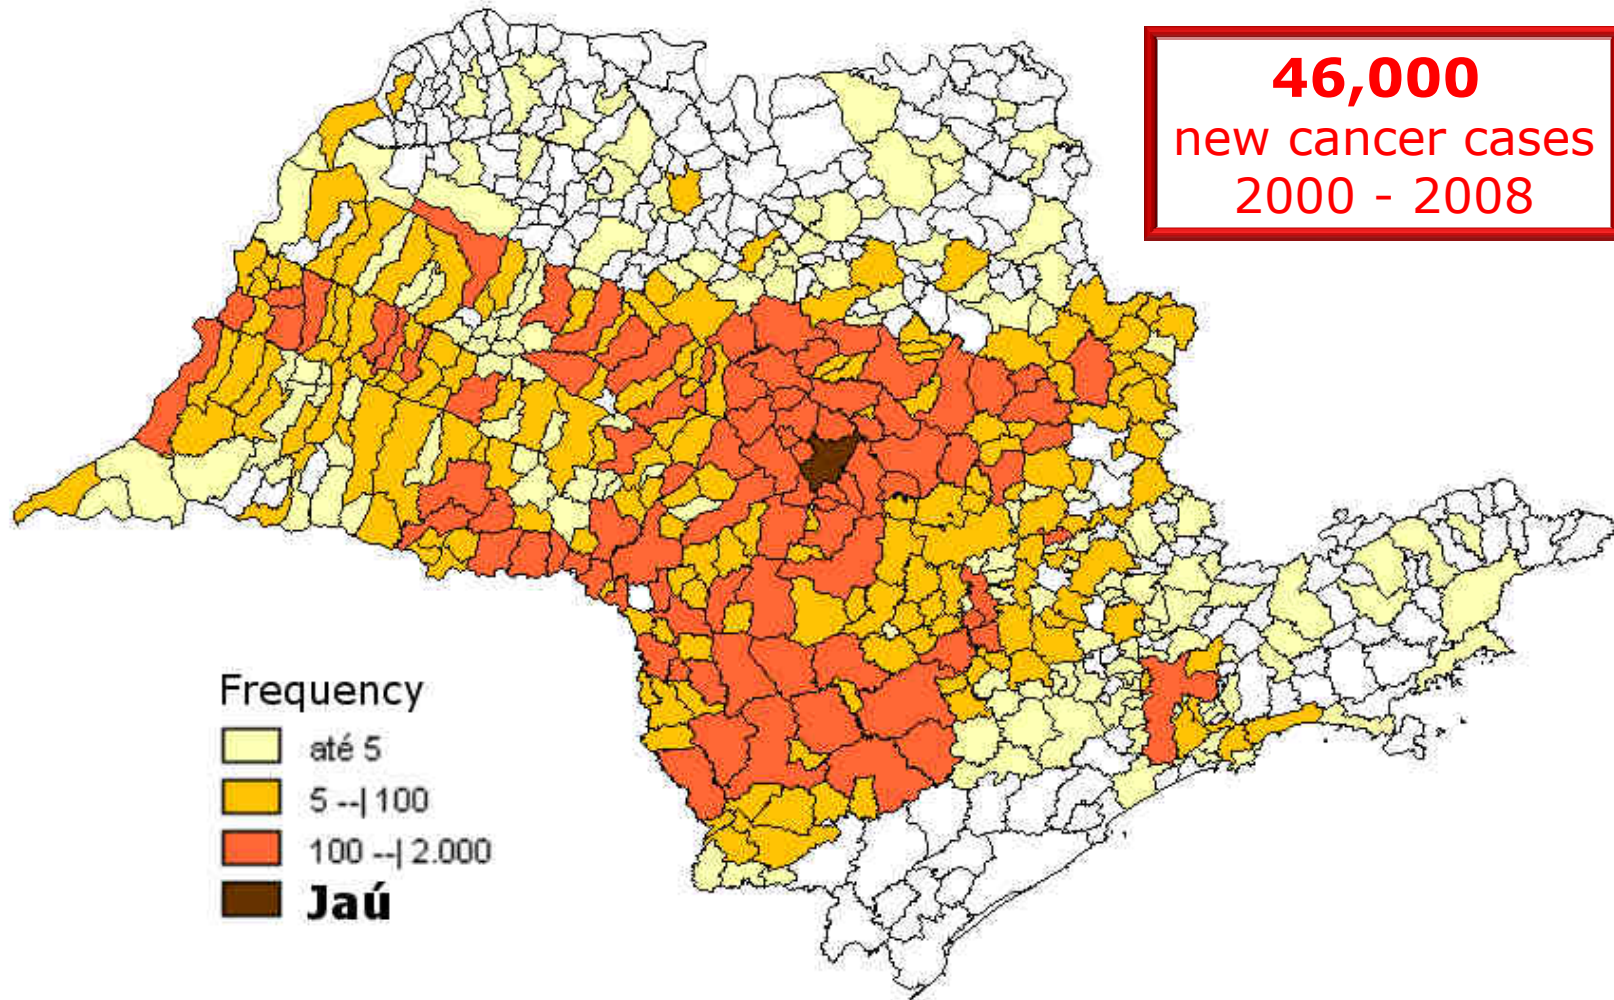 46,000
new cancer cases
2000 - 2008
Frequency
até 5
5 --| 100
100 --| 2.000
Jaú